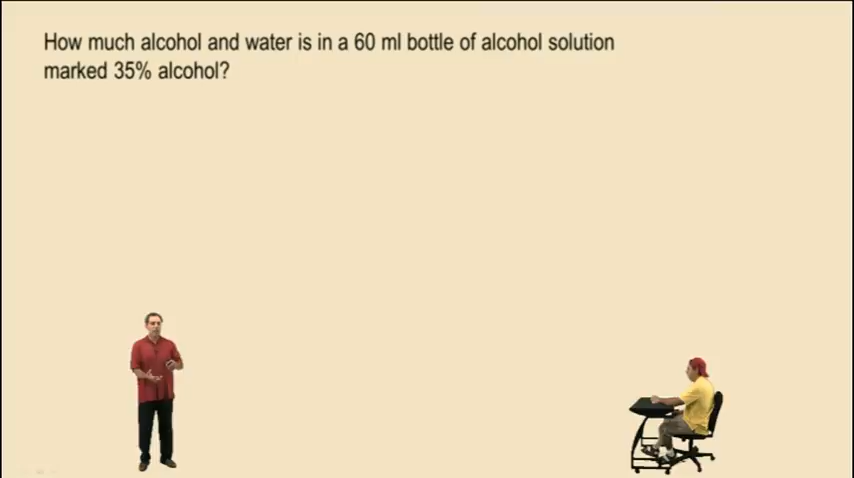 How much alcohol and water is in a 60 ml bottle of alcohol solution
marked 35% alcohol?